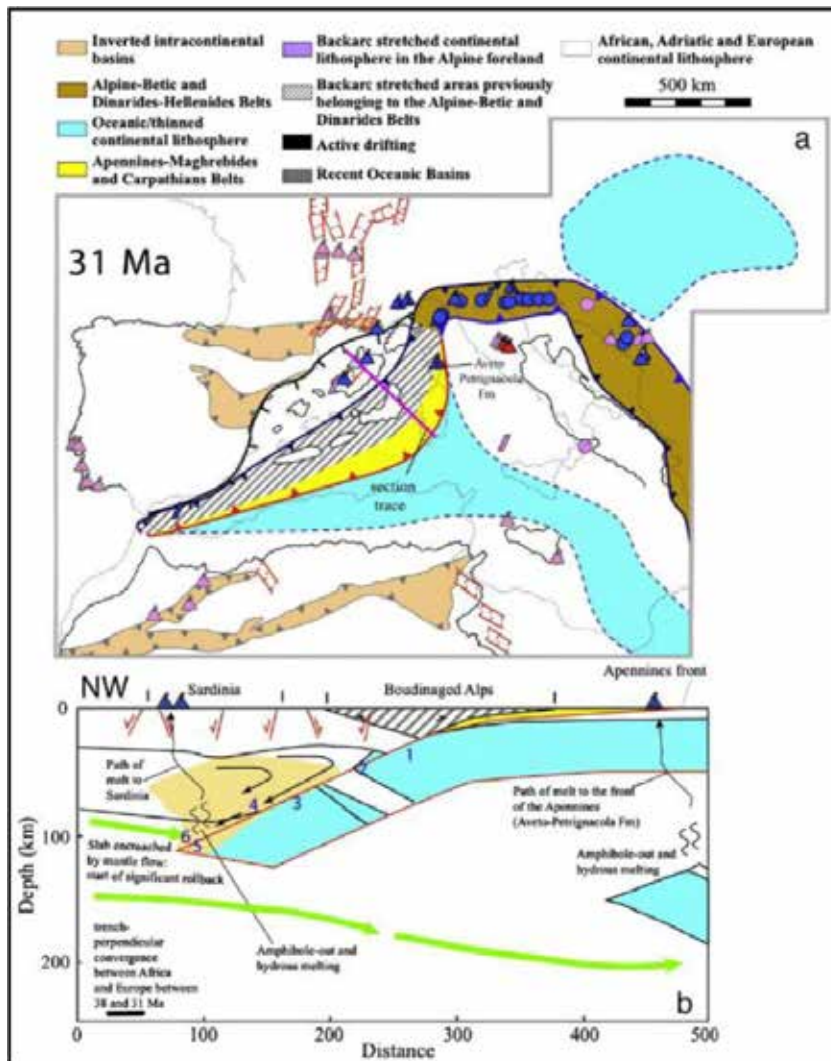 Inverted intracontinental
basins
Alpine-Betic and
Dinarides-Hellenides Belts
Oceanic/thinned
continental lithosphere
Apennines-Maghrebides
and Carpathians Belts
Backarc stretched continental
lithosphere in the Alpine foreland
Backarc stretched areas previously
belonging to the Alpine-Betic and
Dinarides Belts
Active drifting
Recent Oceanic Basins
African, Adriatic and European
continental lithosphere
500 km
a
31 Ma
Aveto
Petrignacola
Fm
section
trace
Apennines front
NW
Sardinia
Boudinaged Alps
0
100
200
Depth (km)
Path of
melt to
Sardinia
1
2
3
4
5
6
Slab encroached
by mantle flow:
start of significant rollback
Path of melt to the front
of the Apennines
(Aveto-Petrignacola Fm)
Amphibole-out and
hydrous melting
trench-
perpendicular
convergence
between Africa
and Europe between
38 and 31 Ma
Amphibole-out and
hydrous melting
b
0
100
200
300
400
500
Distance